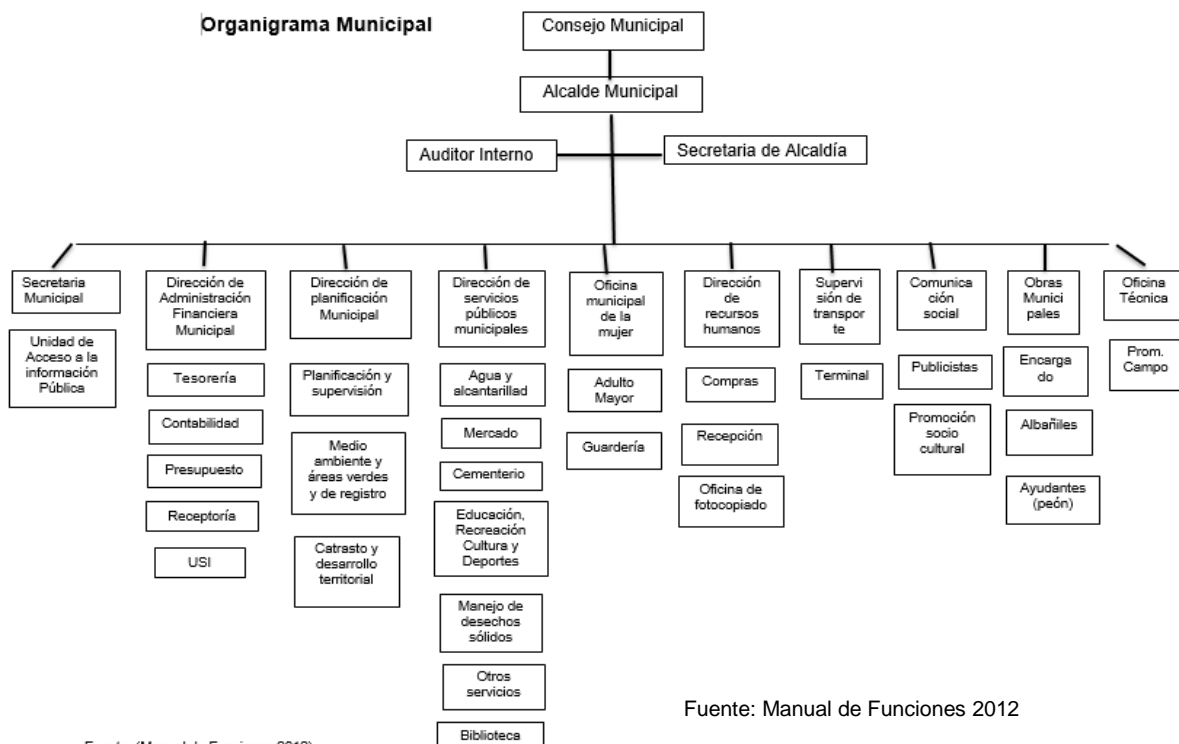 Organigrama Municipal
Consejo Municipal
Alcalde Municipal
Auditor Interno
Secretaria de Alcaldía
Secretaria
Municipal
Unidad de
Acceso a la
información
Pública
Dirección de
Administración
Financiera
Municipal
Tesorería
Contabilidad
Presupuesto
Receptoría
USI
Dirección de
planificación
Municipal
Planificación y
supervisión
Medio
ambiente y
áreas verdes
y de registro
Catrasto y
desarrollo
territorial
Dirección de
servicios
públicos
municipales
Agua y
alcantarillad
Mercado
Cementerio
Educación,
Recreación
Cultura y
Deportes
Manejo de
desechos
sólidos
Otros
servicios
Biblioteca
Oficina
municipal
de la
mujer
Adulto
Mayor
Guardería
Dirección
de
recursos
humanos
Compras
Recepción
Oficina de
fotocopiado
Supervi
sión de
transpor
te
Terminal
Comunica
ción
social
Publicistas
Promoción
socio
cultural
Obras
Munici
pales
Encarga
do
Albañiles
Ayudantes
(peón)
Oficina
Técnica
Prom.
Campo
Fuente: Manual de Funciones 2012